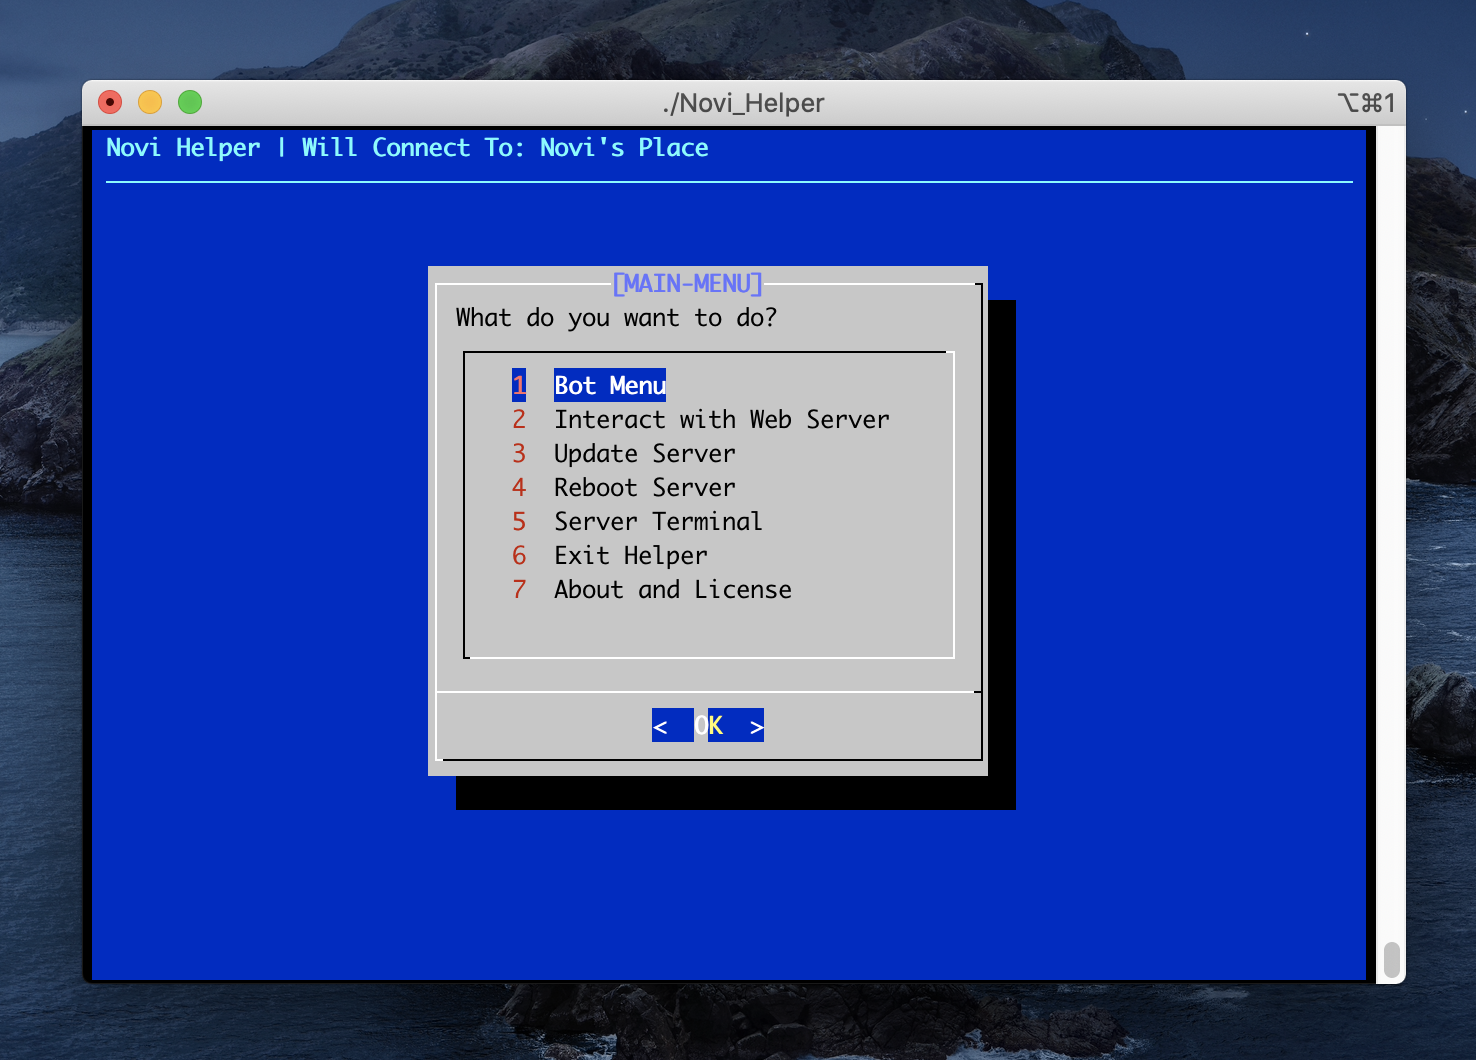 ./Novi_Helper
⌥⌘1
Novi Helper | Will Connect To: Novi's Place
[MAIN-MENU]
What do you want to do?
1 Bot Menu
2 Interact with Web Server
3 Update Server
4 Reboot Server
5 Server Terminal
6 Exit Helper
7 About and License
< OK >